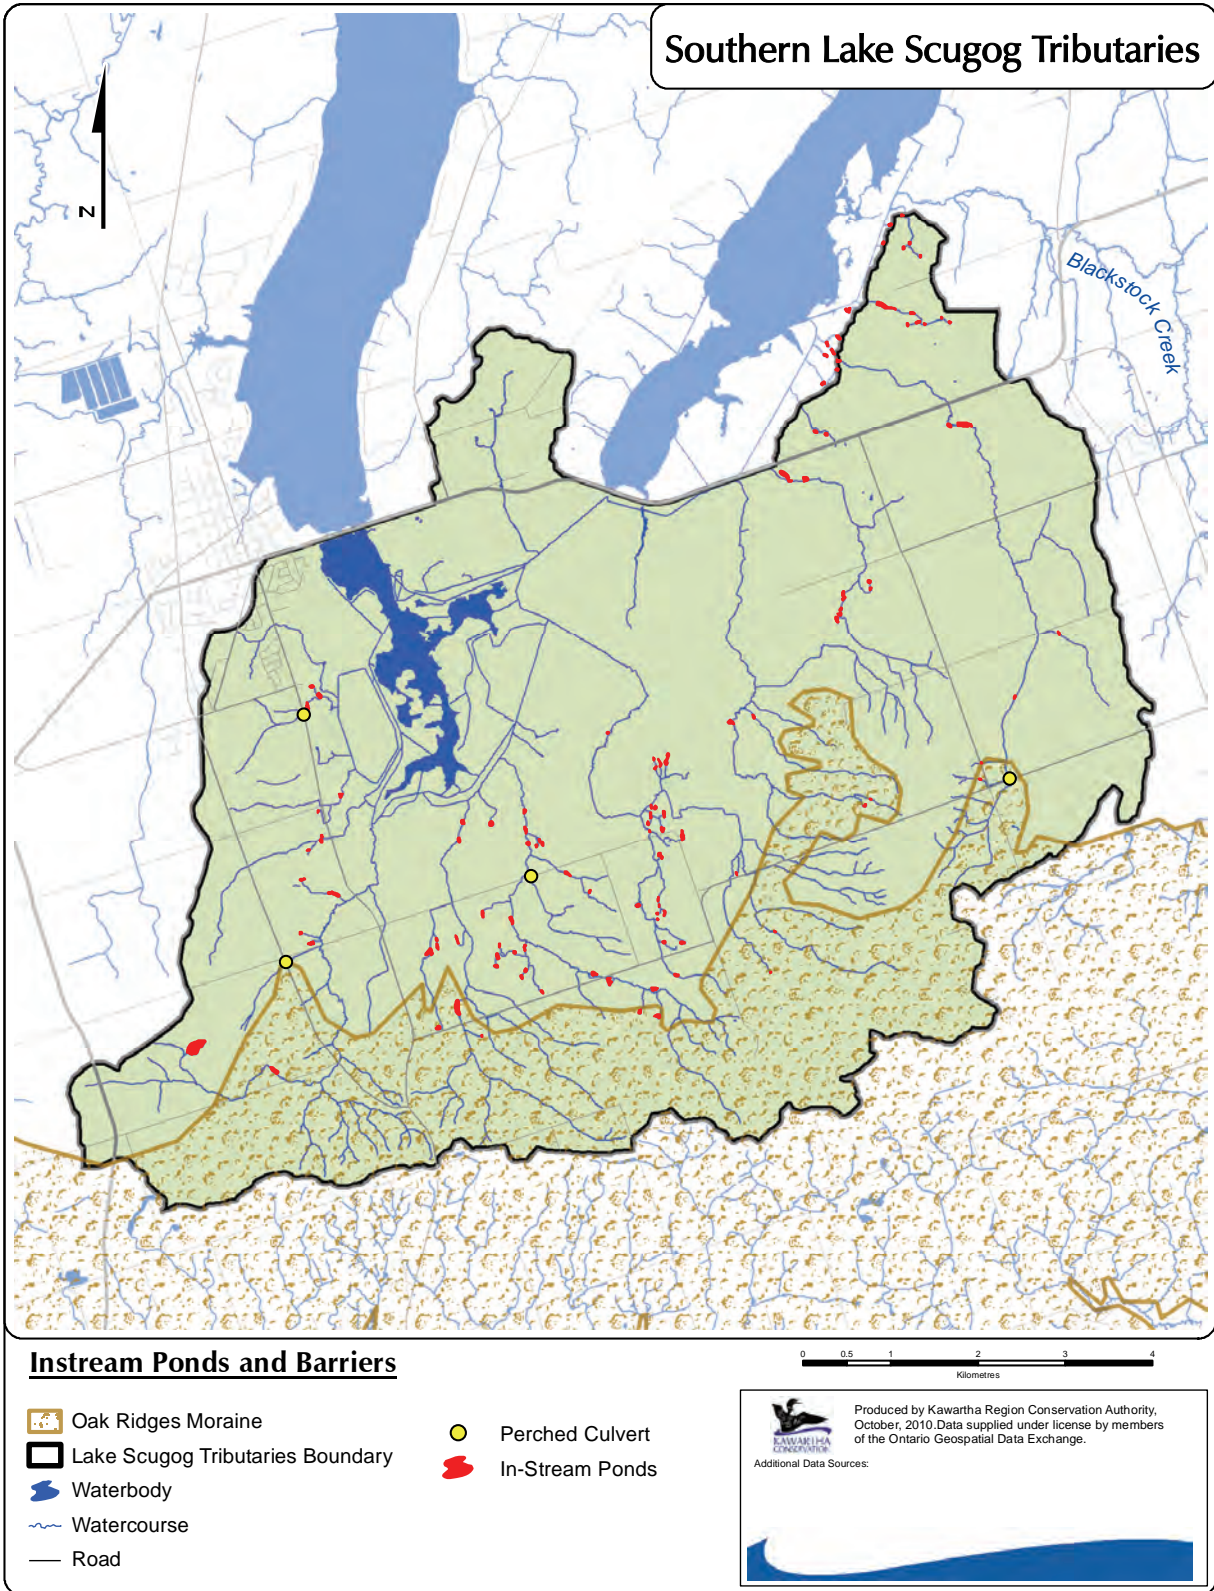 Southern Lake Scugog Tributaries
N
Blackstock Creek
Instream Ponds and Barriers
Oak Ridges Moraine
Lake Scugog Tributaries Boundary
Waterbody
Watercourse
Road
Perched Culvert
In-Stream Ponds
0 0.5 1 2 3 4
Kilometres
KAWARTHA
CONSERVATION
Produced by Kawartha Region Conservation Authority,
October, 2010.Data supplied under license by members
of the Ontario Geospatial Data Exchange.
Additional Data Sources: